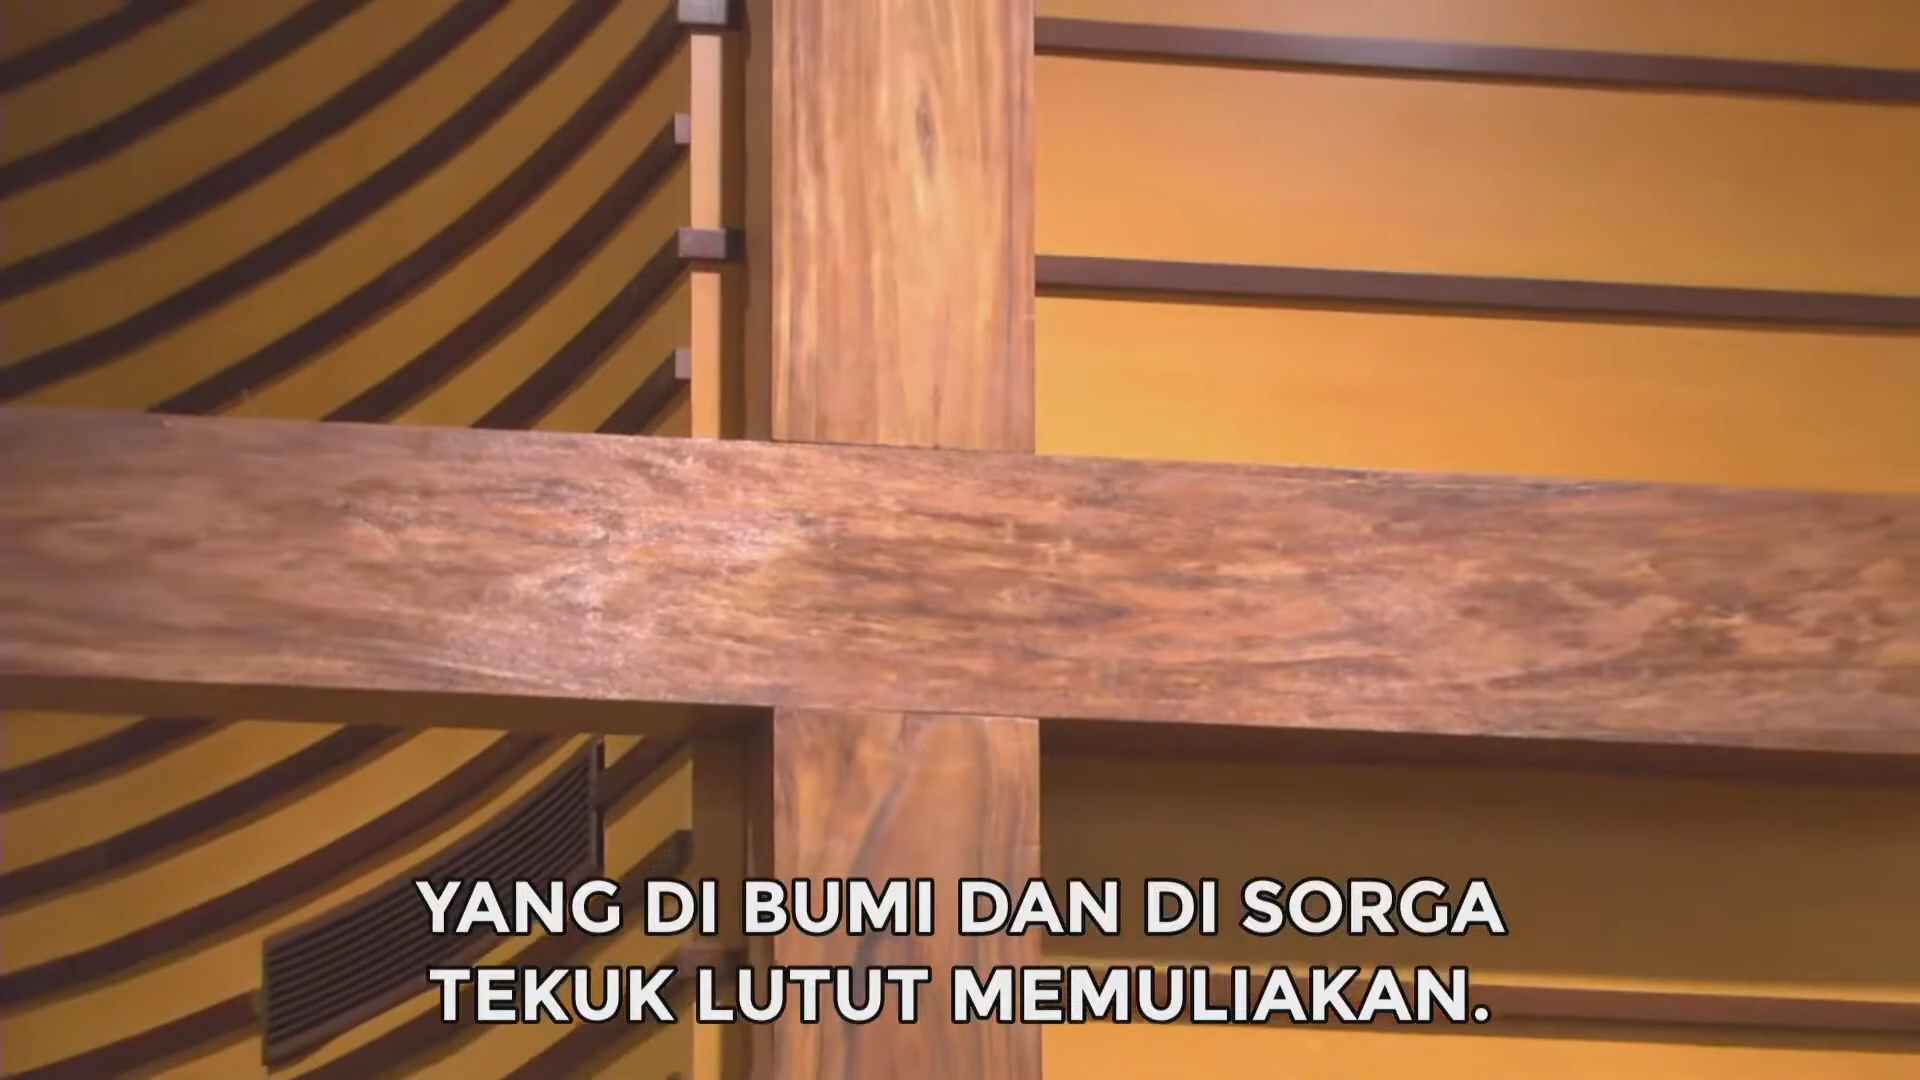 YANG DI BUMI DAN DI SORGA
TEKUK LUTUT MEMULIAKAN.